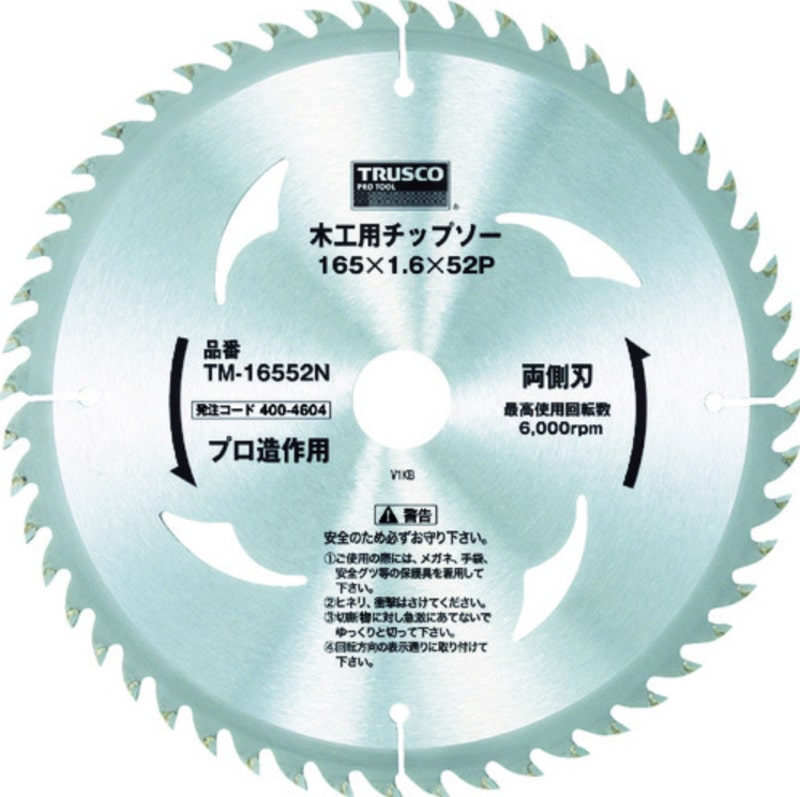 TRUSCO
PRO TOOL
®
木工用チップソー
165×1.6×52P
品番
TM-16552N
発注コード 400-4604
プロ造作用
両側刃
最高使用回転数
6,000rpm
V1KB
警告
安全のため必ずお守り下さい。
①ご使用の際には、メガネ、手袋、
安全グツ等の保護具を着用して
下さい。
②ヒネリ、衝撃はさけてください。
③切断物に対し急激にあてないで
ゆっくりと切って下さい。
④回転方向の表示通りに取り付けて
下さい。